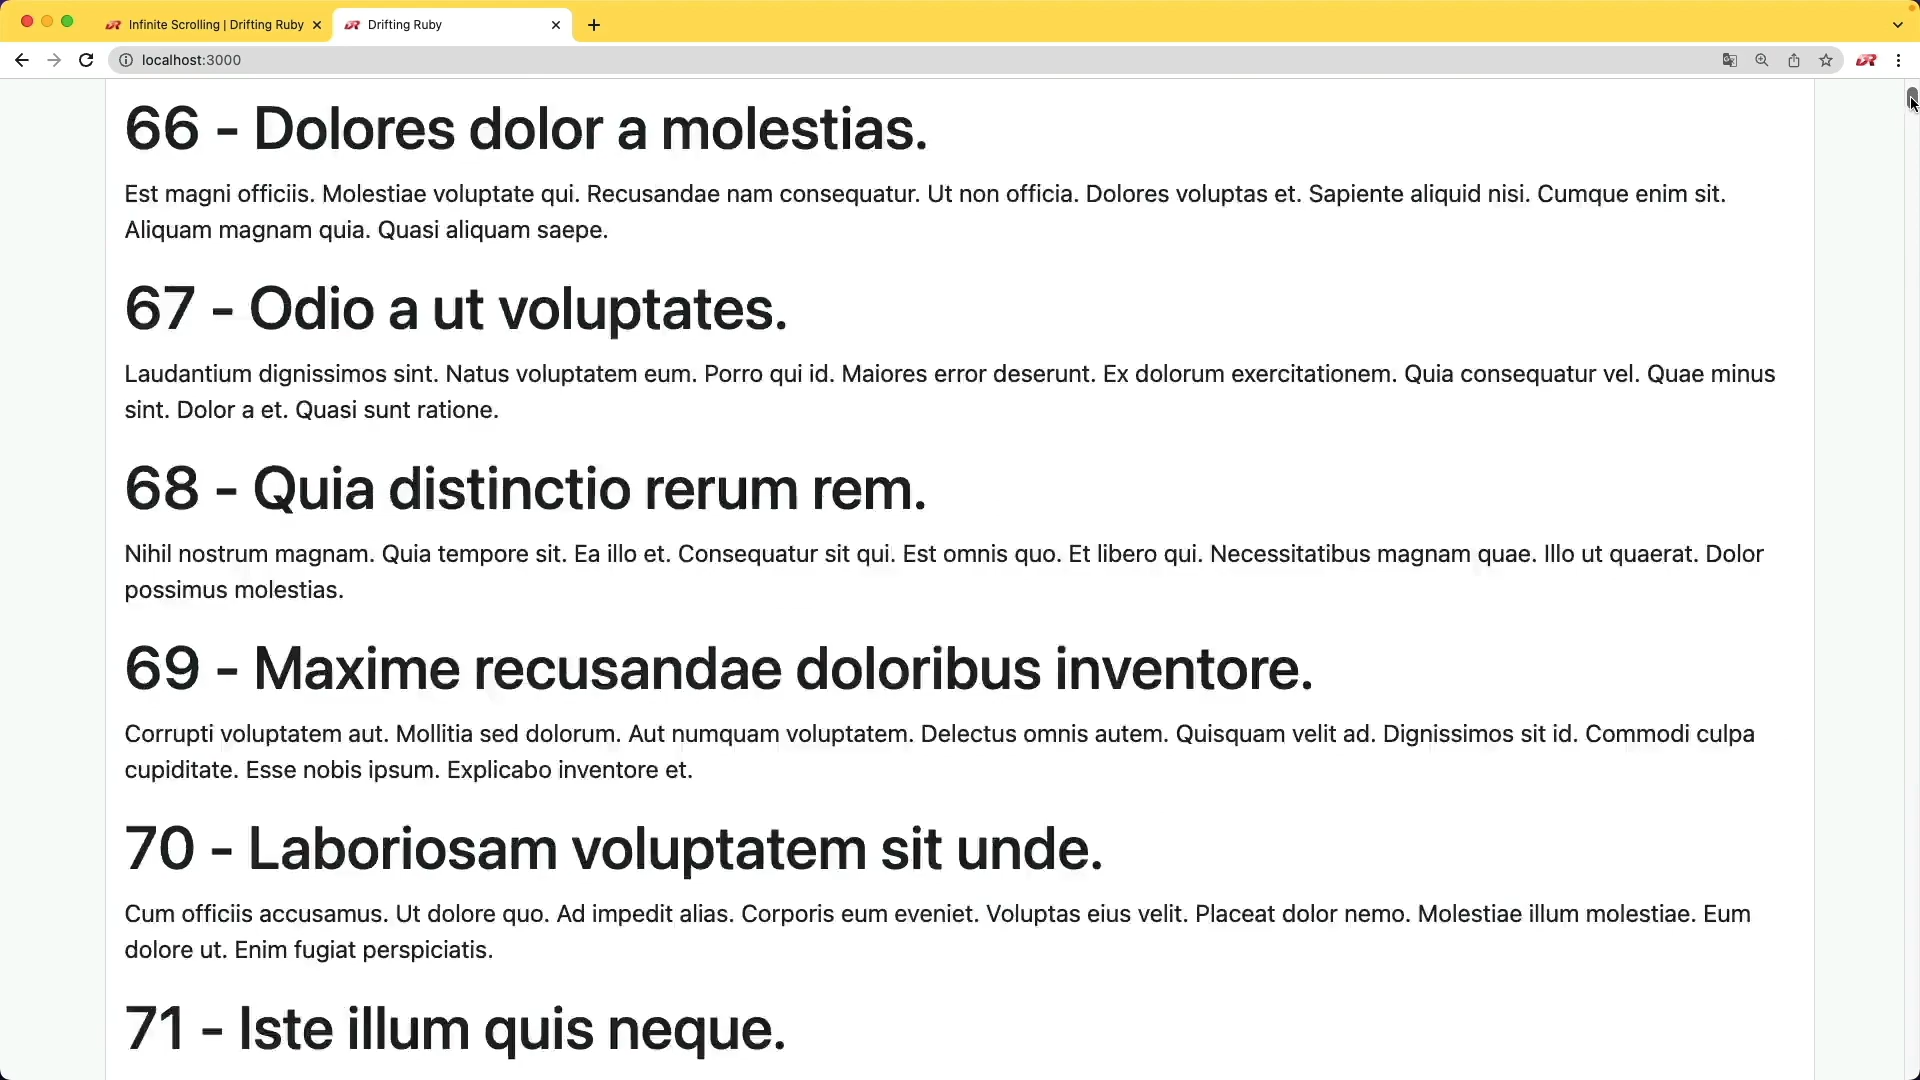 Infinite Scrolling | Drifting Ruby
Drifting Ruby
localhost:3000
66 - Dolores dolor a molestias.
Est magni officiis. Molestiae voluptate qui. Recusandae nam consequatur. Ut non officia. Dolores voluptas et. Sapiente aliquid nisi. Cumque enim sit.
Aliquam magnam quia. Quasi aliquam saepe.
67 - Odio a ut voluptates.
Laudantium dignissimos sint. Natus voluptatem eum. Porro qui id. Maiores error deserunt. Ex dolorum exercitationem. Quia consequatur vel. Quae minus
sint. Dolor a et. Quasi sunt ratione.
68 - Quia distinctio rerum rem.
Nihil nostrum magnam. Quia tempore sit. Ea illo et. Consequatur sit qui. Est omnis quo. Et libero qui. Necessitatibus magnam quae. Illo ut quaerat. Dolor
possimus molestias.
69 - Maxime recusandae doloribus inventore.
Corrupti voluptatem aut. Mollitia sed dolorum. Aut numquam voluptatem. Delectus omnis autem. Quisquam velit ad. Dignissimos sit id. Commodi culpa
cupiditate. Esse nobis ipsum. Explicabo inventore et.
70 - Laboriosam voluptatem sit unde.
Cum officiis accusamus. Ut dolore quo. Ad impedit alias. Corporis eum eveniet. Voluptas eius velit. Placeat dolor nemo. Molestiae illum molestiae. Eum
dolore ut. Enim fugiat perspiciatis.
71 - Iste illum quis neque.